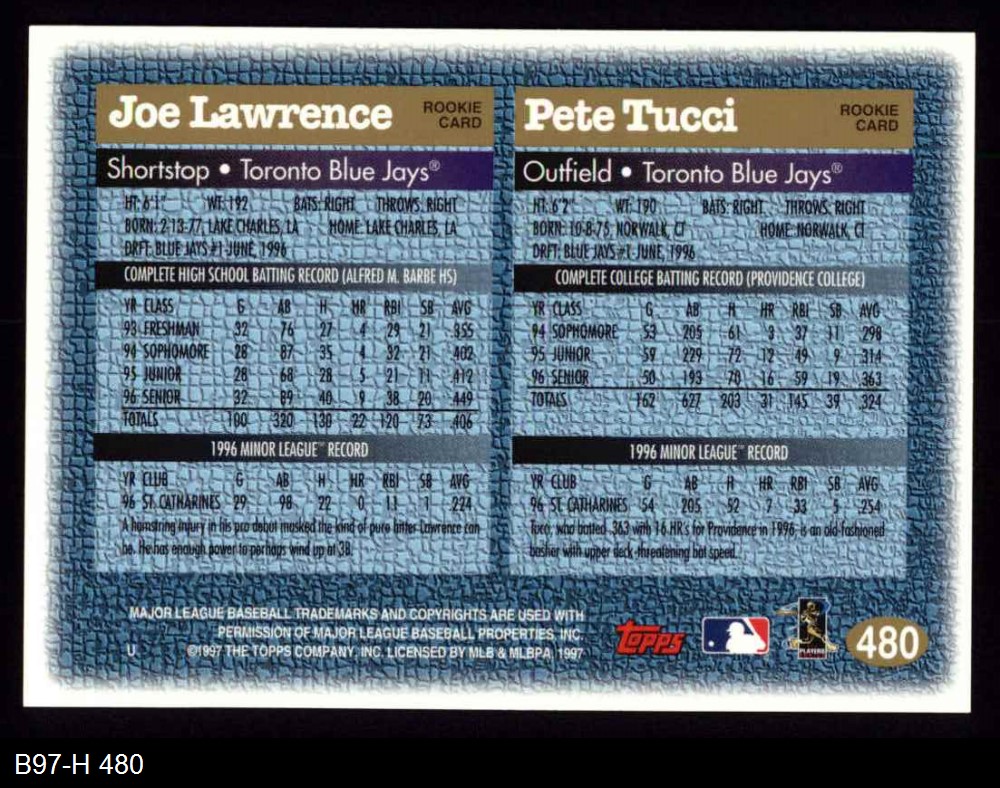 Joe Lawrence
ROOKIE
CARD
Shortstop • Toronto Blue Jays®
HT: 6'1" WT: 192 BATS: RIGHT THROWS: RIGHT
BORN: 2-13-77, LAKE CHARLES, LA HOME: LAKE CHARLES, LA
DRFT: BLUE JAYS #1-JUNE, 1996
COMPLETE HIGH SCHOOL BATTING RECORD (ALFRED M. BARBE HS)
YR CLASS G AB H HR RBI SB AVG
93 FRESHMAN 32 76 27 4 29 21 .355
94 SOPHOMORE 28 87 35 4 32 21 .402
95 JUNIOR 28 68 28 5 21 11 .412
96 SENIOR 32 89 40 9 38 20 .449
TOTALS 320 130 22 120 73 .406
1996 MINOR LEAGUE™ RECORD
YR CLUB G AB H HR RBI SB AVG
96 ST. CATHARINES 29 98 22 0 11 1 .224
A hamstring injury in his pro debut masked the kind of pure hitter Lawrence can
be. He has enough power to perhaps wind up at 3B.
Pete Tucci
ROOKIE
CARD
Outfield • Toronto Blue Jays®
HT: 6'2" WT: 190 BATS: RIGHT THROWS: RIGHT
BORN: 10-8-75, NORWALK, CT HOME: NORWALK, CT
DRFT: BLUE JAYS #1-JUNE, 1996
COMPLETE COLLEGE BATTING RECORD (PROVIDENCE COLLEGE)
YR CLASS G AB H HR RBI SB AVG
94 SOPHOMORE 53 205 61 3 37 11 .298
95 JUNIOR 59 229 72 12 49 9 .314
96 SENIOR 50 193 70 16 59 19 .363
TOTALS 162 627 203 31 145 39 .324
1996 MINOR LEAGUE™ RECORD
YR CLUB G AB H HR RBI SB AVG
96 ST. CATHARINES 54 205 52 7 33 5 .254
Tucci, who batted .363 with 16 HR's for Providence in 1996, is an old-fashioned
basher with upper deck-threatening bat speed.
MAJOR LEAGUE BASEBALL TRADEMARKS AND COPYRIGHTS ARE USED WITH
PERMISSION OF MAJOR LEAGUE BASEBALL PROPERTIES, INC.
U. ©1997 THE TOPPS COMPANY, INC. LICENSED BY MLB & MLBPA, 1997
Topps
PLAYERS
480
B97-H 480